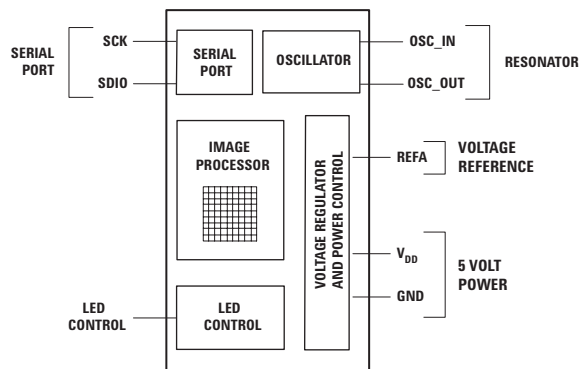 SCK
SERIAL
PORT
SDIO
SERIAL
PORT
OSCILLATOR
OSC_IN
OSC_OUT
RESONATOR
IMAGE
PROCESSOR
VOLTAGE REGULATOR
AND POWER CONTROL
REFA
VOLTAGE
REFERENCE
VDD
GND
5 VOLT
POWER
LED
CONTROL
LED
CONTROL